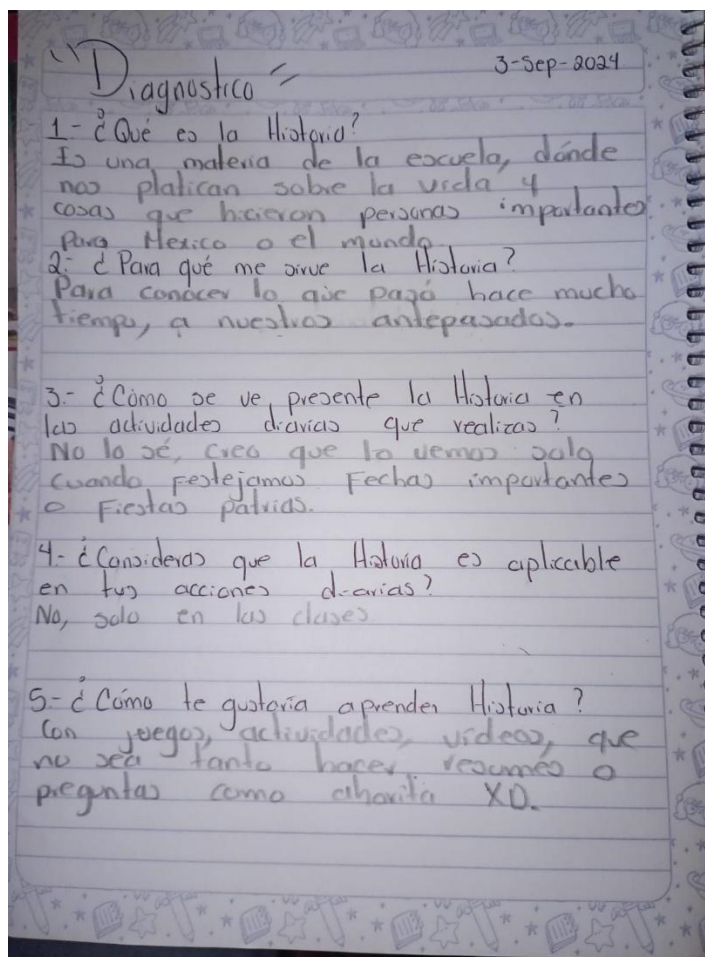 "Diagnostico"
3-Sep-2024
1- ¿Qué es la Historia?
Es una materia de la escuela, dónde
nos platican sobre la vida y
cosas que hicieron personas importantes
Para Mexico o el mundo.
2- ¿Para qué me sirve la Historia?
Para conocer lo que pasó hace mucho
tiempo, a nuestros antepasados.
3.- ¿Cómo se ve presente la Historia en
las actividades diarias que realizas?
No lo sé, creo que lo vemos solo
cuando Festejamos Fechas importantes
o Fiestas patrias.
4- ¿Consideras que la Historia es aplicable
en tus acciones diarias?
No, solo en las clases
5- ¿Cómo te gustaria aprender Historia?
Con juegos, actividades, videos, que
no sea tanto hacer resumes o
preguntas como ahorita XD.